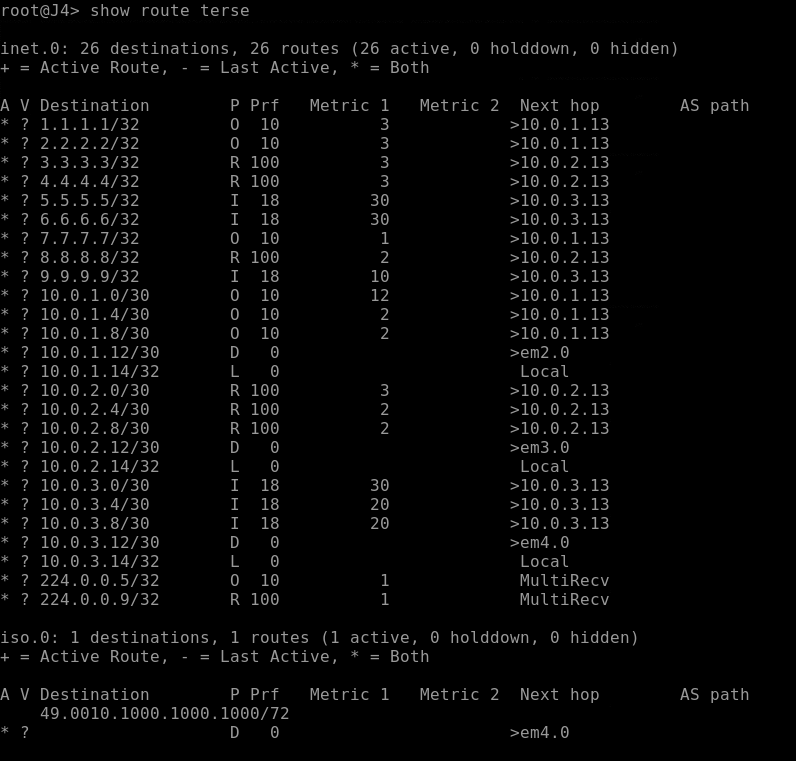 root@J4> show route terse
inet.0: 26 destinations, 26 routes (26 active, 0 holddown, 0 hidden)
+ = Active Route, - = Last Active, * = Both
A V Destination        P Prf   Metric 1   Metric 2  Next hop        AS path
* ? 1.1.1.1/32         O  10          3            >10.0.1.13
* ? 2.2.2.2/32         O  10          3            >10.0.1.13
* ? 3.3.3.3/32         R 100          3            >10.0.2.13
* ? 4.4.4.4/32         R 100          3            >10.0.2.13
* ? 5.5.5.5/32         I  18         30            >10.0.3.13
* ? 6.6.6.6/32         I  18         30            >10.0.3.13
* ? 7.7.7.7/32         O  10          1            >10.0.1.13
* ? 8.8.8.8/32         R 100          2            >10.0.2.13
* ? 9.9.9.9/32         I  18         10            >10.0.3.13
* ? 10.0.1.0/30        O  10         12            >10.0.1.13
* ? 10.0.1.4/30        O  10          2            >10.0.1.13
* ? 10.0.1.8/30        O  10          2            >10.0.1.13
* ? 10.0.1.12/30       D   0                       >em2.0
* ? 10.0.1.14/32       L   0                        Local
* ? 10.0.2.0/30        R 100          3            >10.0.2.13
* ? 10.0.2.4/30        R 100          2            >10.0.2.13
* ? 10.0.2.8/30        R 100          2            >10.0.2.13
* ? 10.0.2.12/30       D   0                       >em3.0
* ? 10.0.2.14/32       L   0                        Local
* ? 10.0.3.0/30        I  18         30            >10.0.3.13
* ? 10.0.3.4/30        I  18         20            >10.0.3.13
* ? 10.0.3.8/30        I  18         20            >10.0.3.13
* ? 10.0.3.12/30       D   0                       >em4.0
* ? 10.0.3.14/32       L   0                        Local
* ? 224.0.0.5/32       O  10          1             MultiRecv
* ? 224.0.0.9/32       R 100          1             MultiRecv
iso.0: 1 destinations, 1 routes (1 active, 0 holddown, 0 hidden)
+ = Active Route, - = Last Active, * = Both
A V Destination        P Prf   Metric 1   Metric 2  Next hop        AS path
    49.0010.1000.1000.1000/72
* ?                    D   0                       >em4.0